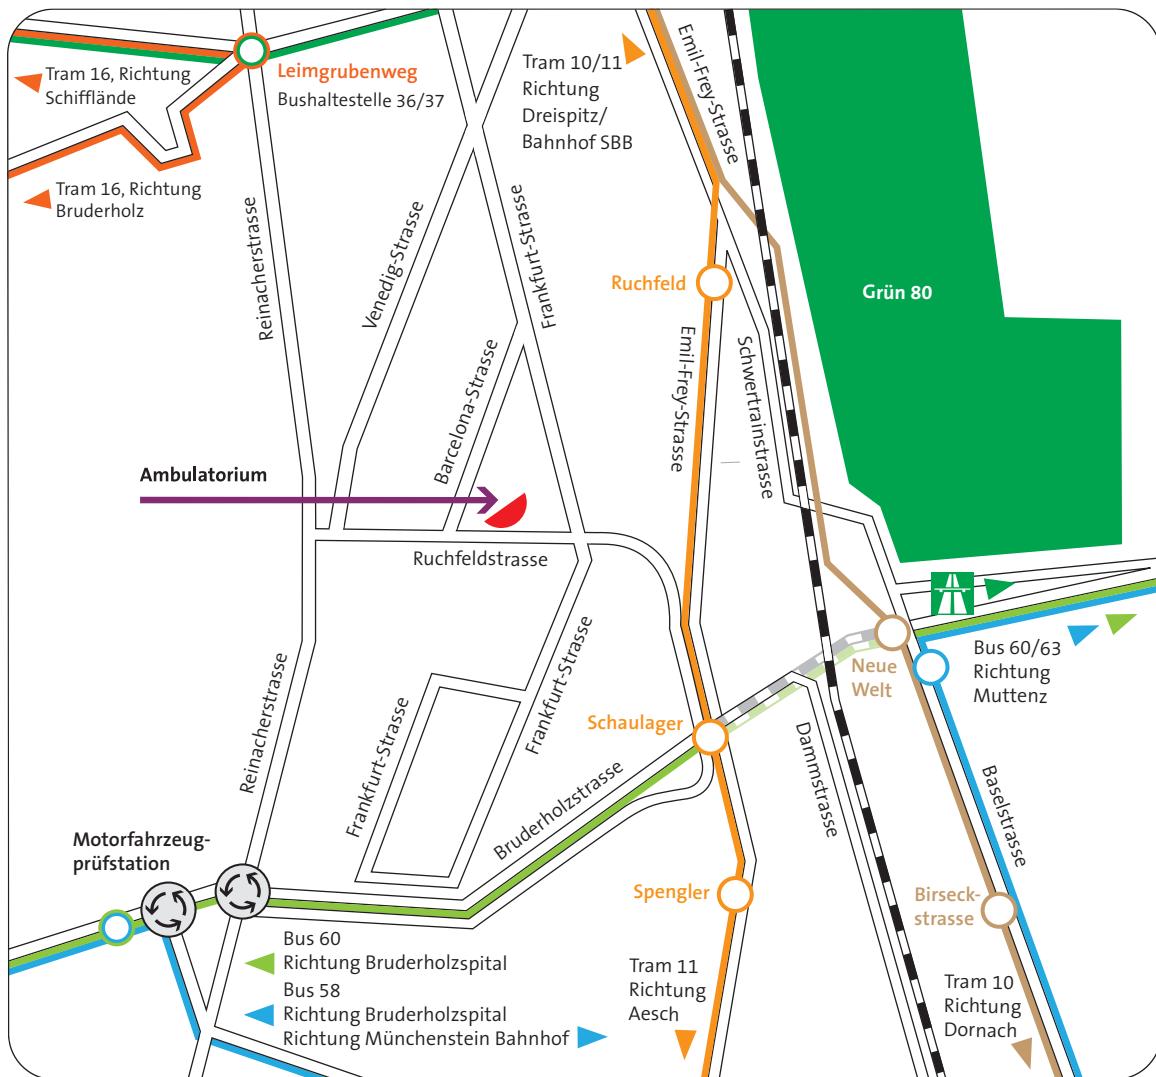 Tram 16, Richtung
Schifflände
Leimgrubenweg
Bushaltestelle 36/37
Tram 10/11
Richtung
Dreispitz/
Bahnhof SBB
Emil-Frey-Strasse
Tram 16, Richtung
Bruderholz
Reinacherstrasse
Venedig-Strasse
Frankfurt-Strasse
Ruchfeld
Grün 80
Barcelona-Strasse
Emil-Frey-Strasse
Schwertrainstrasse
Ambulatorium
Ruchfeldstrasse
Reinacherstrasse
Frankfurt-Strasse
Frankfurt-Strasse
Schaulager
Neue
Welt
Bus 60/63
Richtung
Muttenz
Bruderholzstrasse
Dammstrasse
Baselstrasse
Motorfahrzeug-
prüfstation
Spengler
Birseck-
strasse
Bus 60
Richtung Bruderholzspital
Bus 58
Richtung Bruderholzspital
Richtung Münchenstein Bahnhof
Tram 11
Richtung
Aesch
Tram 10
Richtung
Dornach